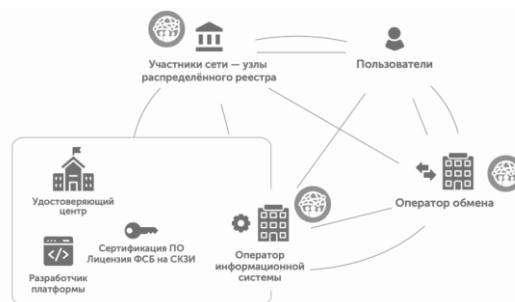 Участники сети — узлы
распределённого реестра
Пользователи
Удостоверяющий
центр
Сертификация ПО
Лицензия ФСБ на СКЗИ
Разработчик
платформы
Оператор
информационной
системы
Оператор обмена